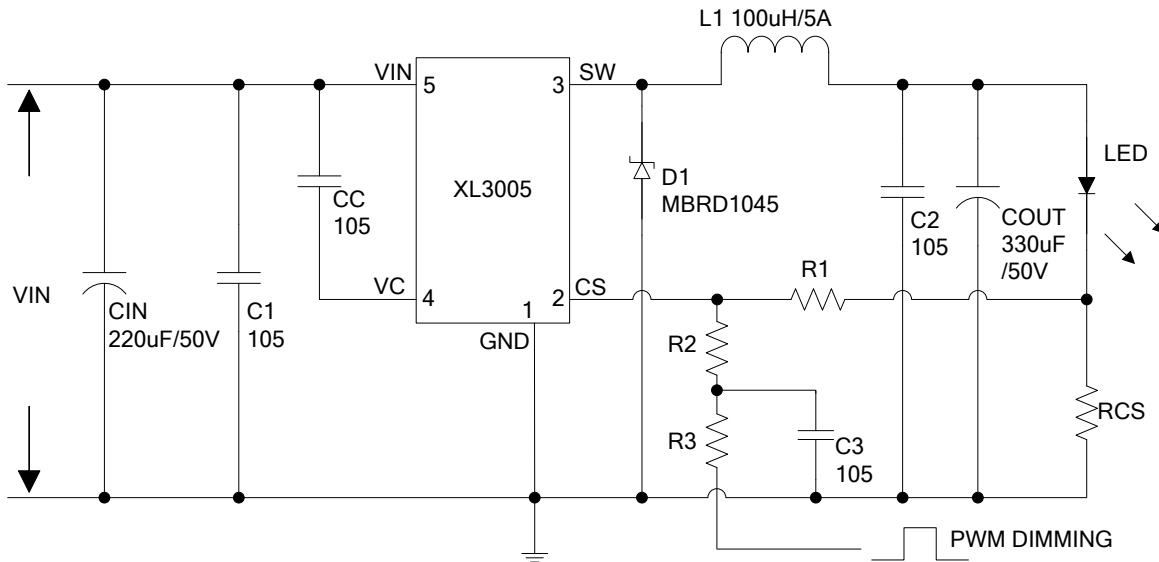 L1 100uH/5A
VIN
SW
5
3
LED
XL3005
D1
MBRD1045
CC
105
C2
105
COUT
330uF
/50V
R1
VIN
VC
4
2
CS
CIN
220uF/50V
C1
105
1
GND
R2
R3
C3
105
RCS
PWM DIMMING